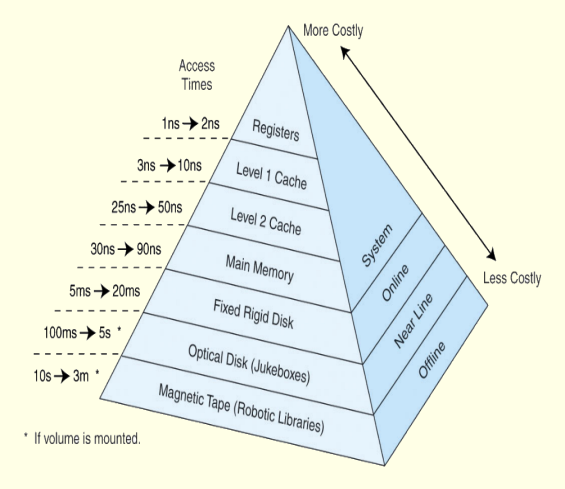 More Costly
Access
Times
1ns → 2ns
Registers
3ns → 10ns
Level 1 Cache
25ns → 50ns
Level 2 Cache
30ns → 90ns
Main Memory
5ms → 20ms
Fixed Rigid Disk
100ms → 5s *
Optical Disk (Jukeboxes)
10s → 3m *
Magnetic Tape (Robotic Libraries)
System
Online
Near Line
Offline
Less Costly
* If volume is mounted.